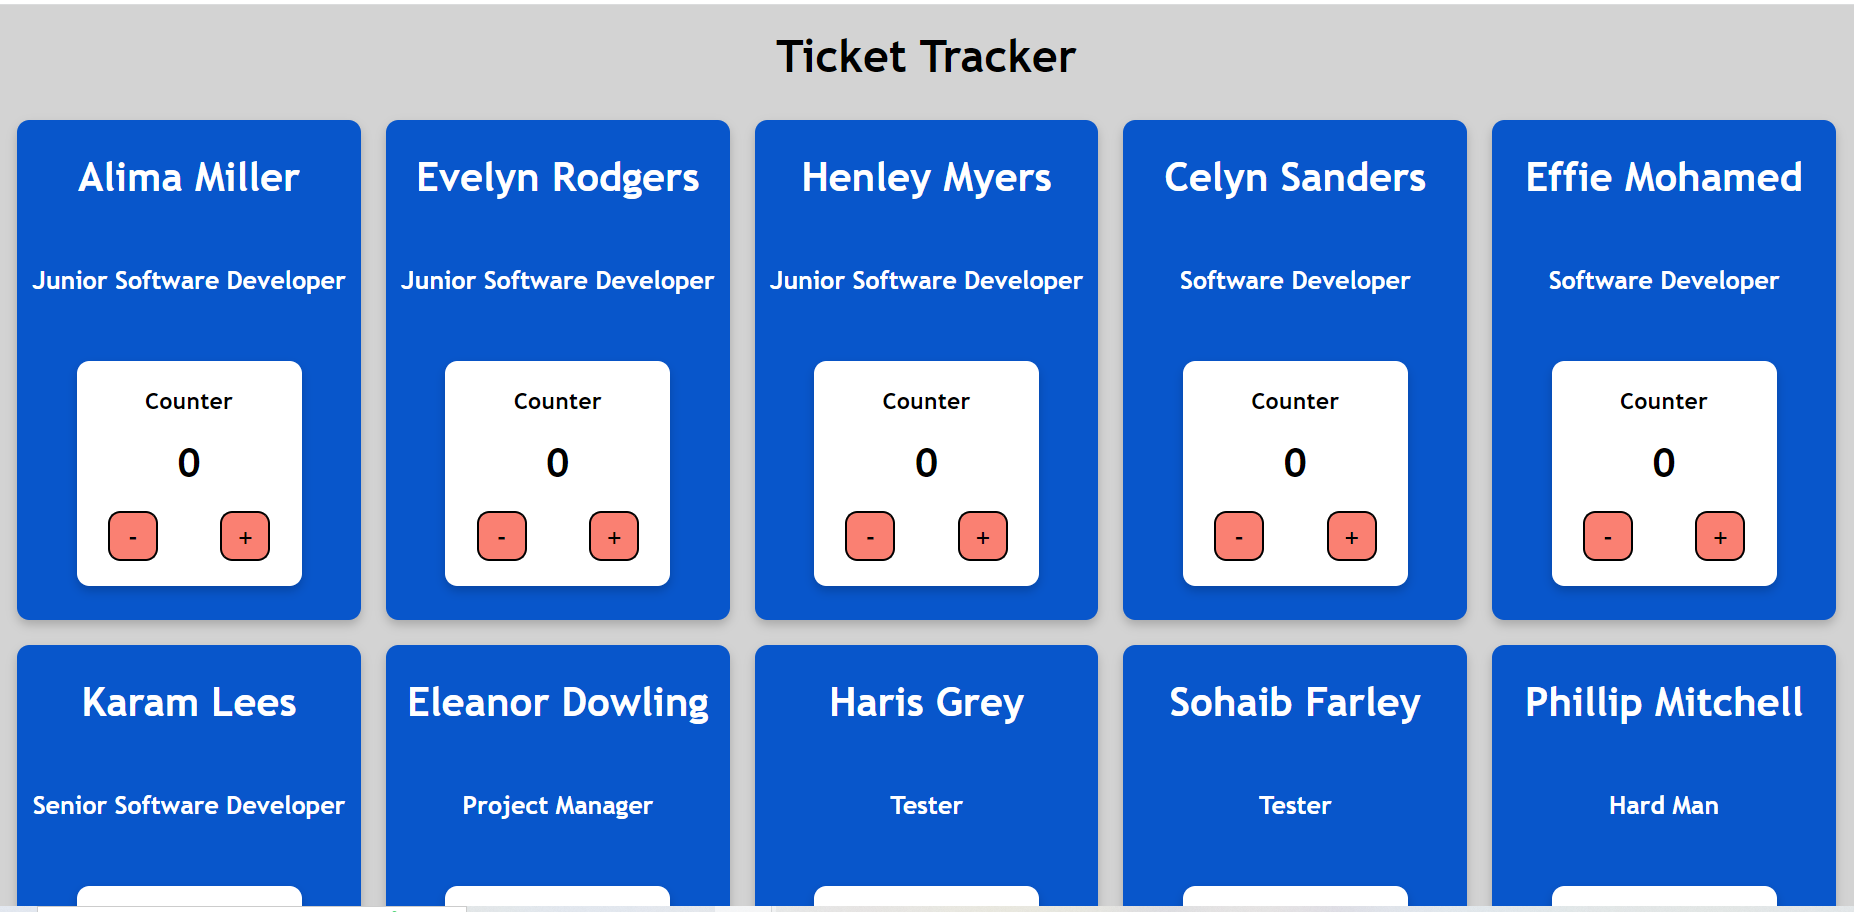 Ticket Tracker
Alima Miller
Junior Software Developer
Counter
0
- +
Evelyn Rodgers
Junior Software Developer
Counter
0
- +
Henley Myers
Junior Software Developer
Counter
0
- +
Celyn Sanders
Software Developer
Counter
0
- +
Effie Mohamed
Software Developer
Counter
0
- +
Karam Lees
Senior Software Developer
Eleanor Dowling
Project Manager
Haris Grey
Tester
Sohaib Farley
Tester
Phillip Mitchell
Hard Man